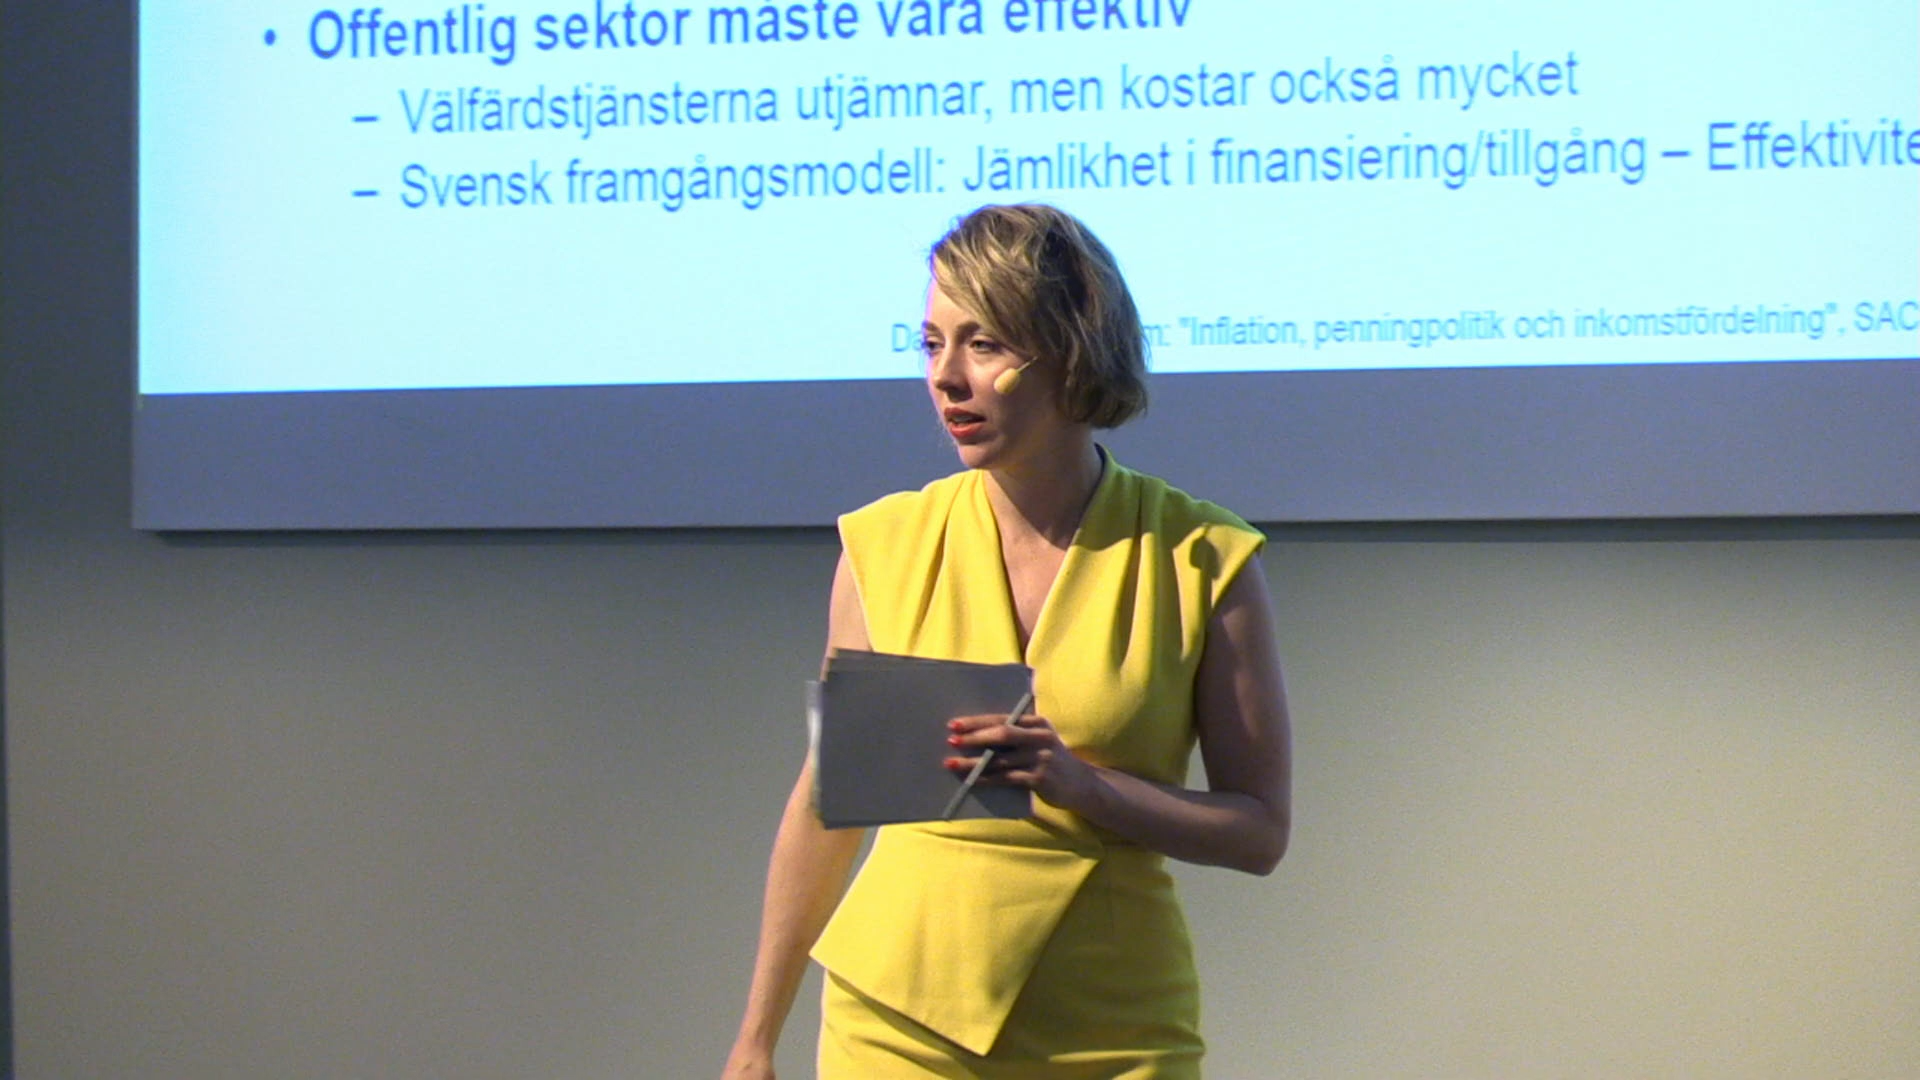 • Offentlig sektor måste vara effektiv
– Välfärdstjänsterna utjämnar, men kostar också mycket
– Svensk framgångsmodell: Jämlikhet i finansiering/tillgång – Effektivite
"Inflation, penningpolitik och inkomstfördelning", SAC